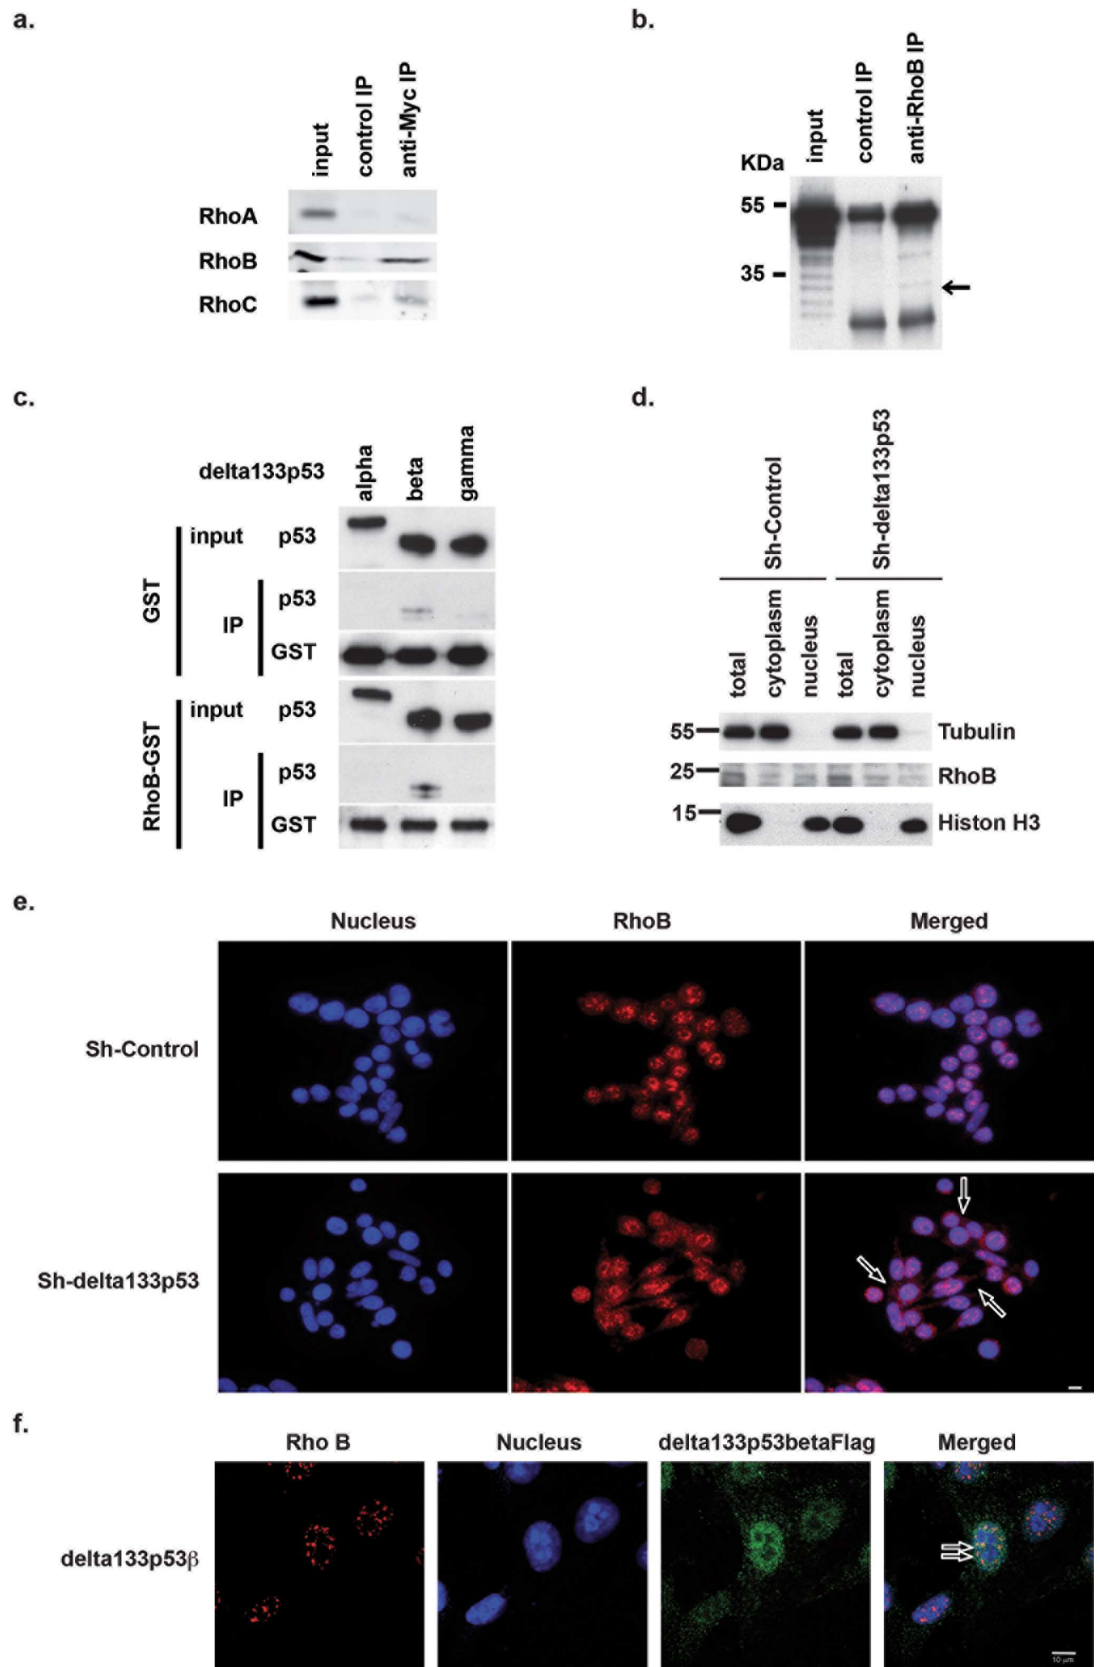 a.
input
control IP
anti-Myc IP
RhoA
RhoB
RhoC
b.
KDa
input
control IP
anti-RhoB IP
55
35
c.
delta133p53
alpha
beta
gamma
GST
input
p53
IP
p53
GST
RhoB-GST
input
p53
IP
p53
GST
d.
Sh-Control
Sh-delta133p53
total
cytoplasm
nucleus
total
cytoplasm
nucleus
55
Tubulin
25
RhoB
15
Histon H3
e.
Nucleus
RhoB
Merged
Sh-Control
Sh-delta133p53
f.
Rho B
Nucleus
delta133p53betaFlag
Merged
delta133p53β
10 μm